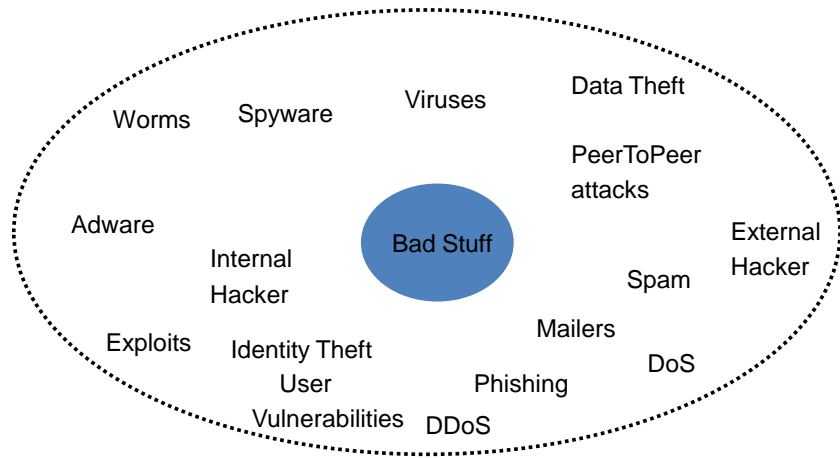 Data Theft
Viruses
Worms
Spyware
PeerToPeer
attacks
Adware
External
Hacker
Bad Stuff
Internal
Hacker
Spam
Mailers
Exploits
Identity Theft
DoS
User
Vulnerabilities
Phishing
DDoS